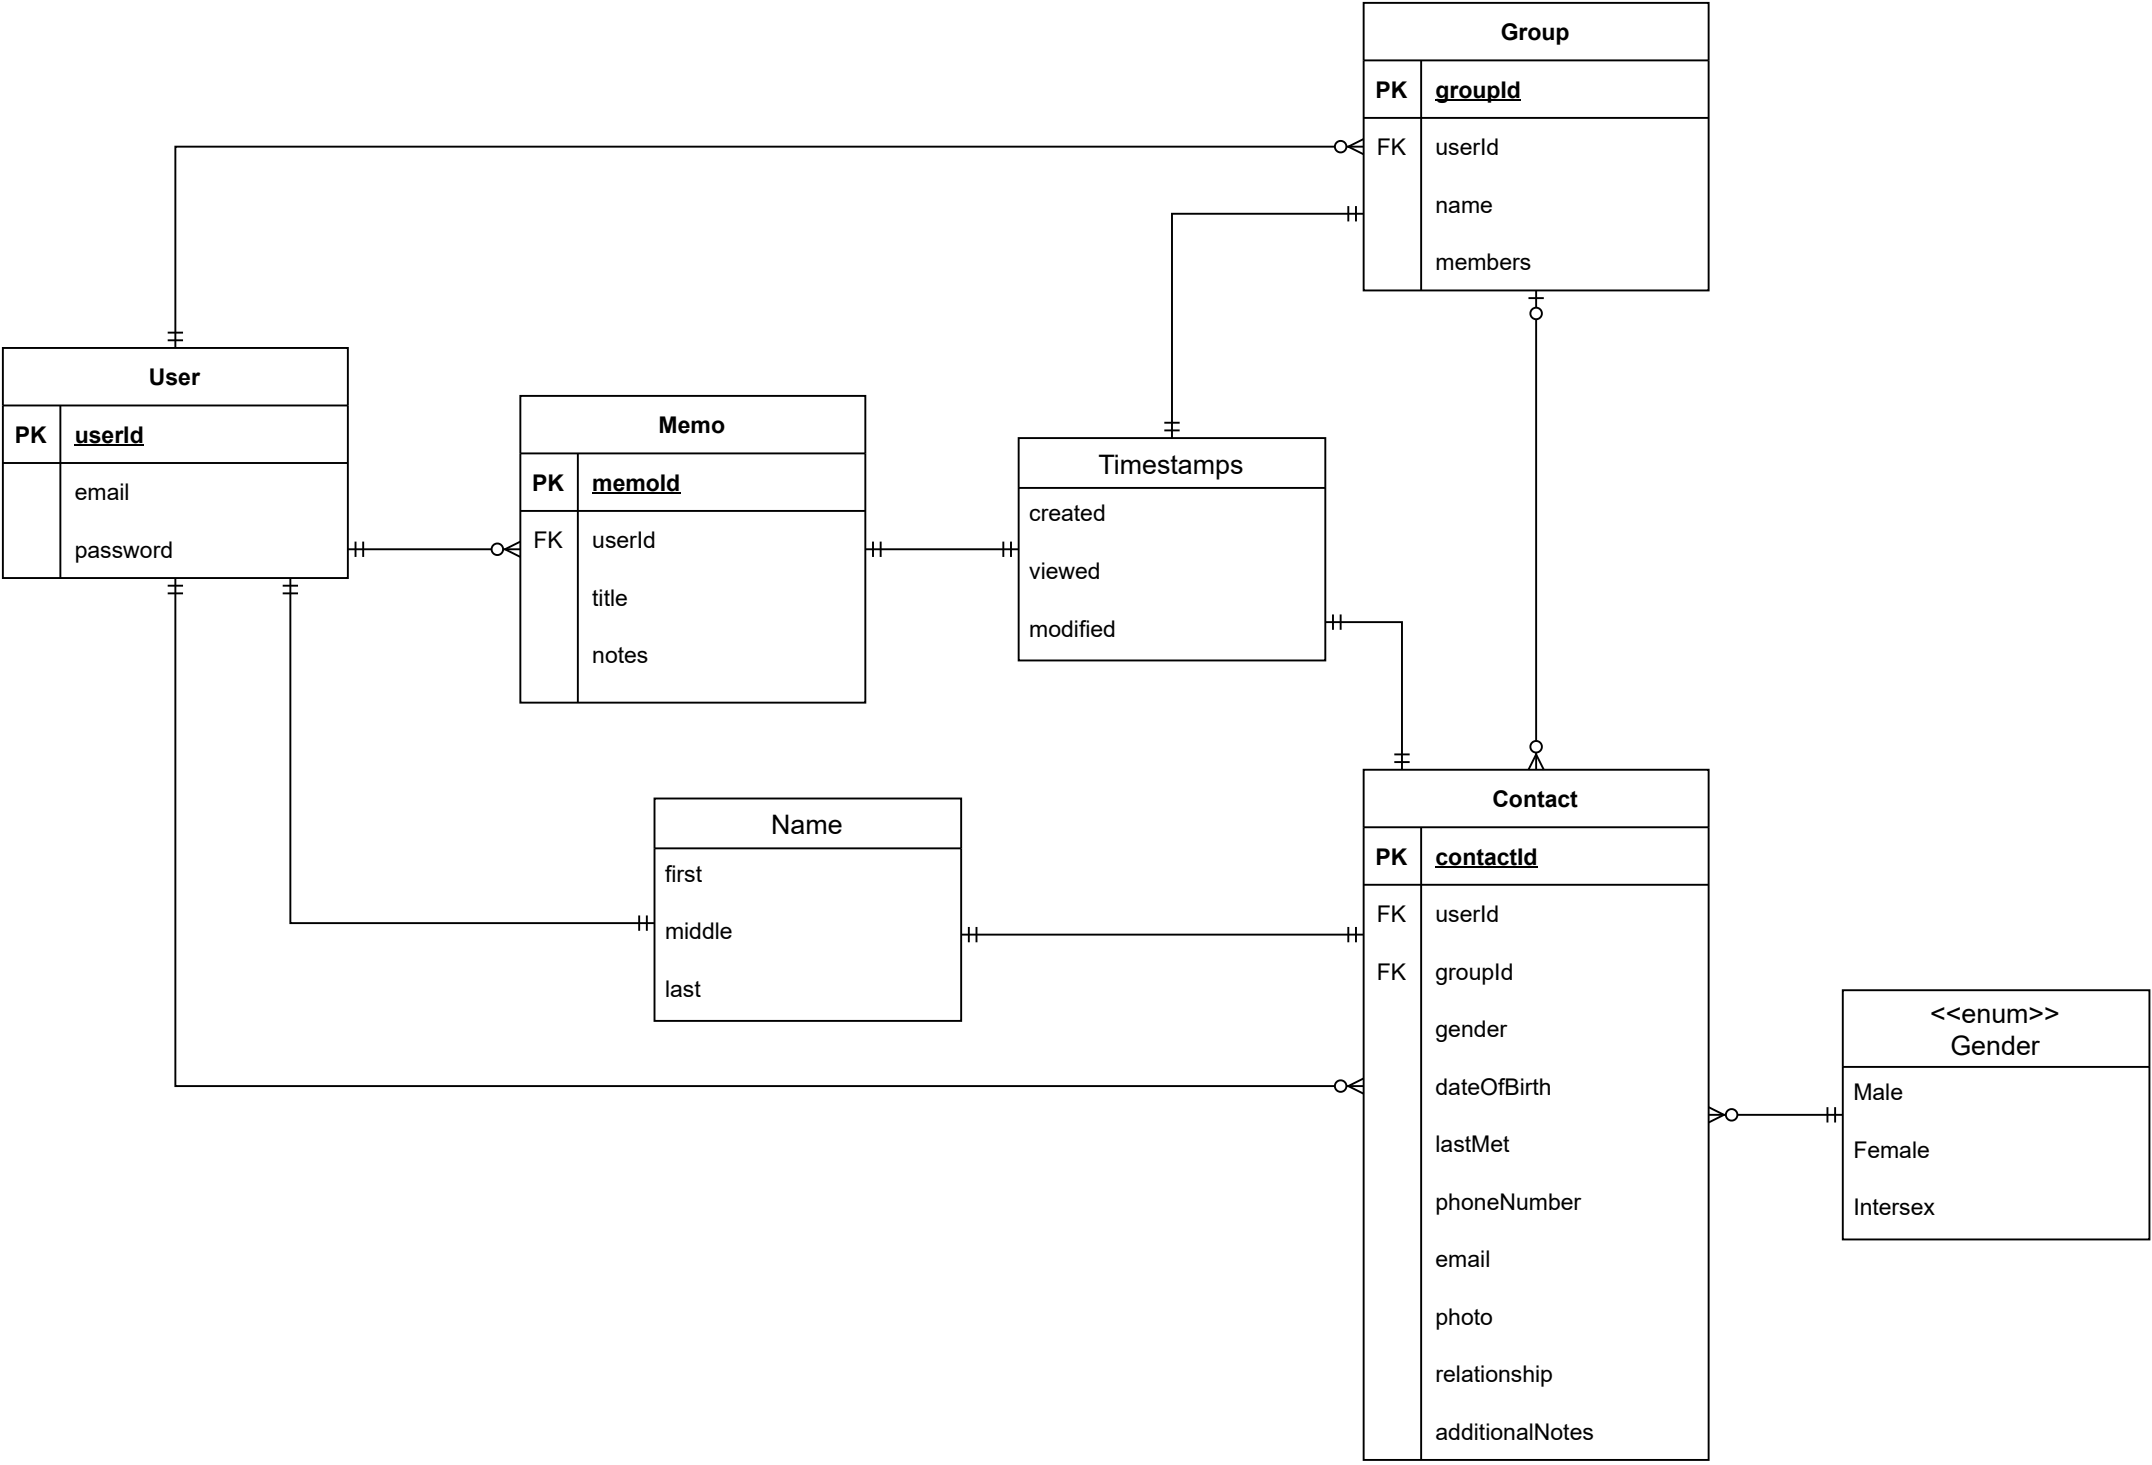 Group
PK groupId
FK userId
name
members
User
PK userId
email
password
Memo
PK memoId
FK userId
title
notes
Timestamps
created
viewed
modified
Name
first
middle
last
Contact
PK contactId
FK userId
FK groupId
gender
dateOfBirth
lastMet
phoneNumber
email
photo
relationship
additionalNotes
<<enum>>
Gender
Male
Female
Intersex